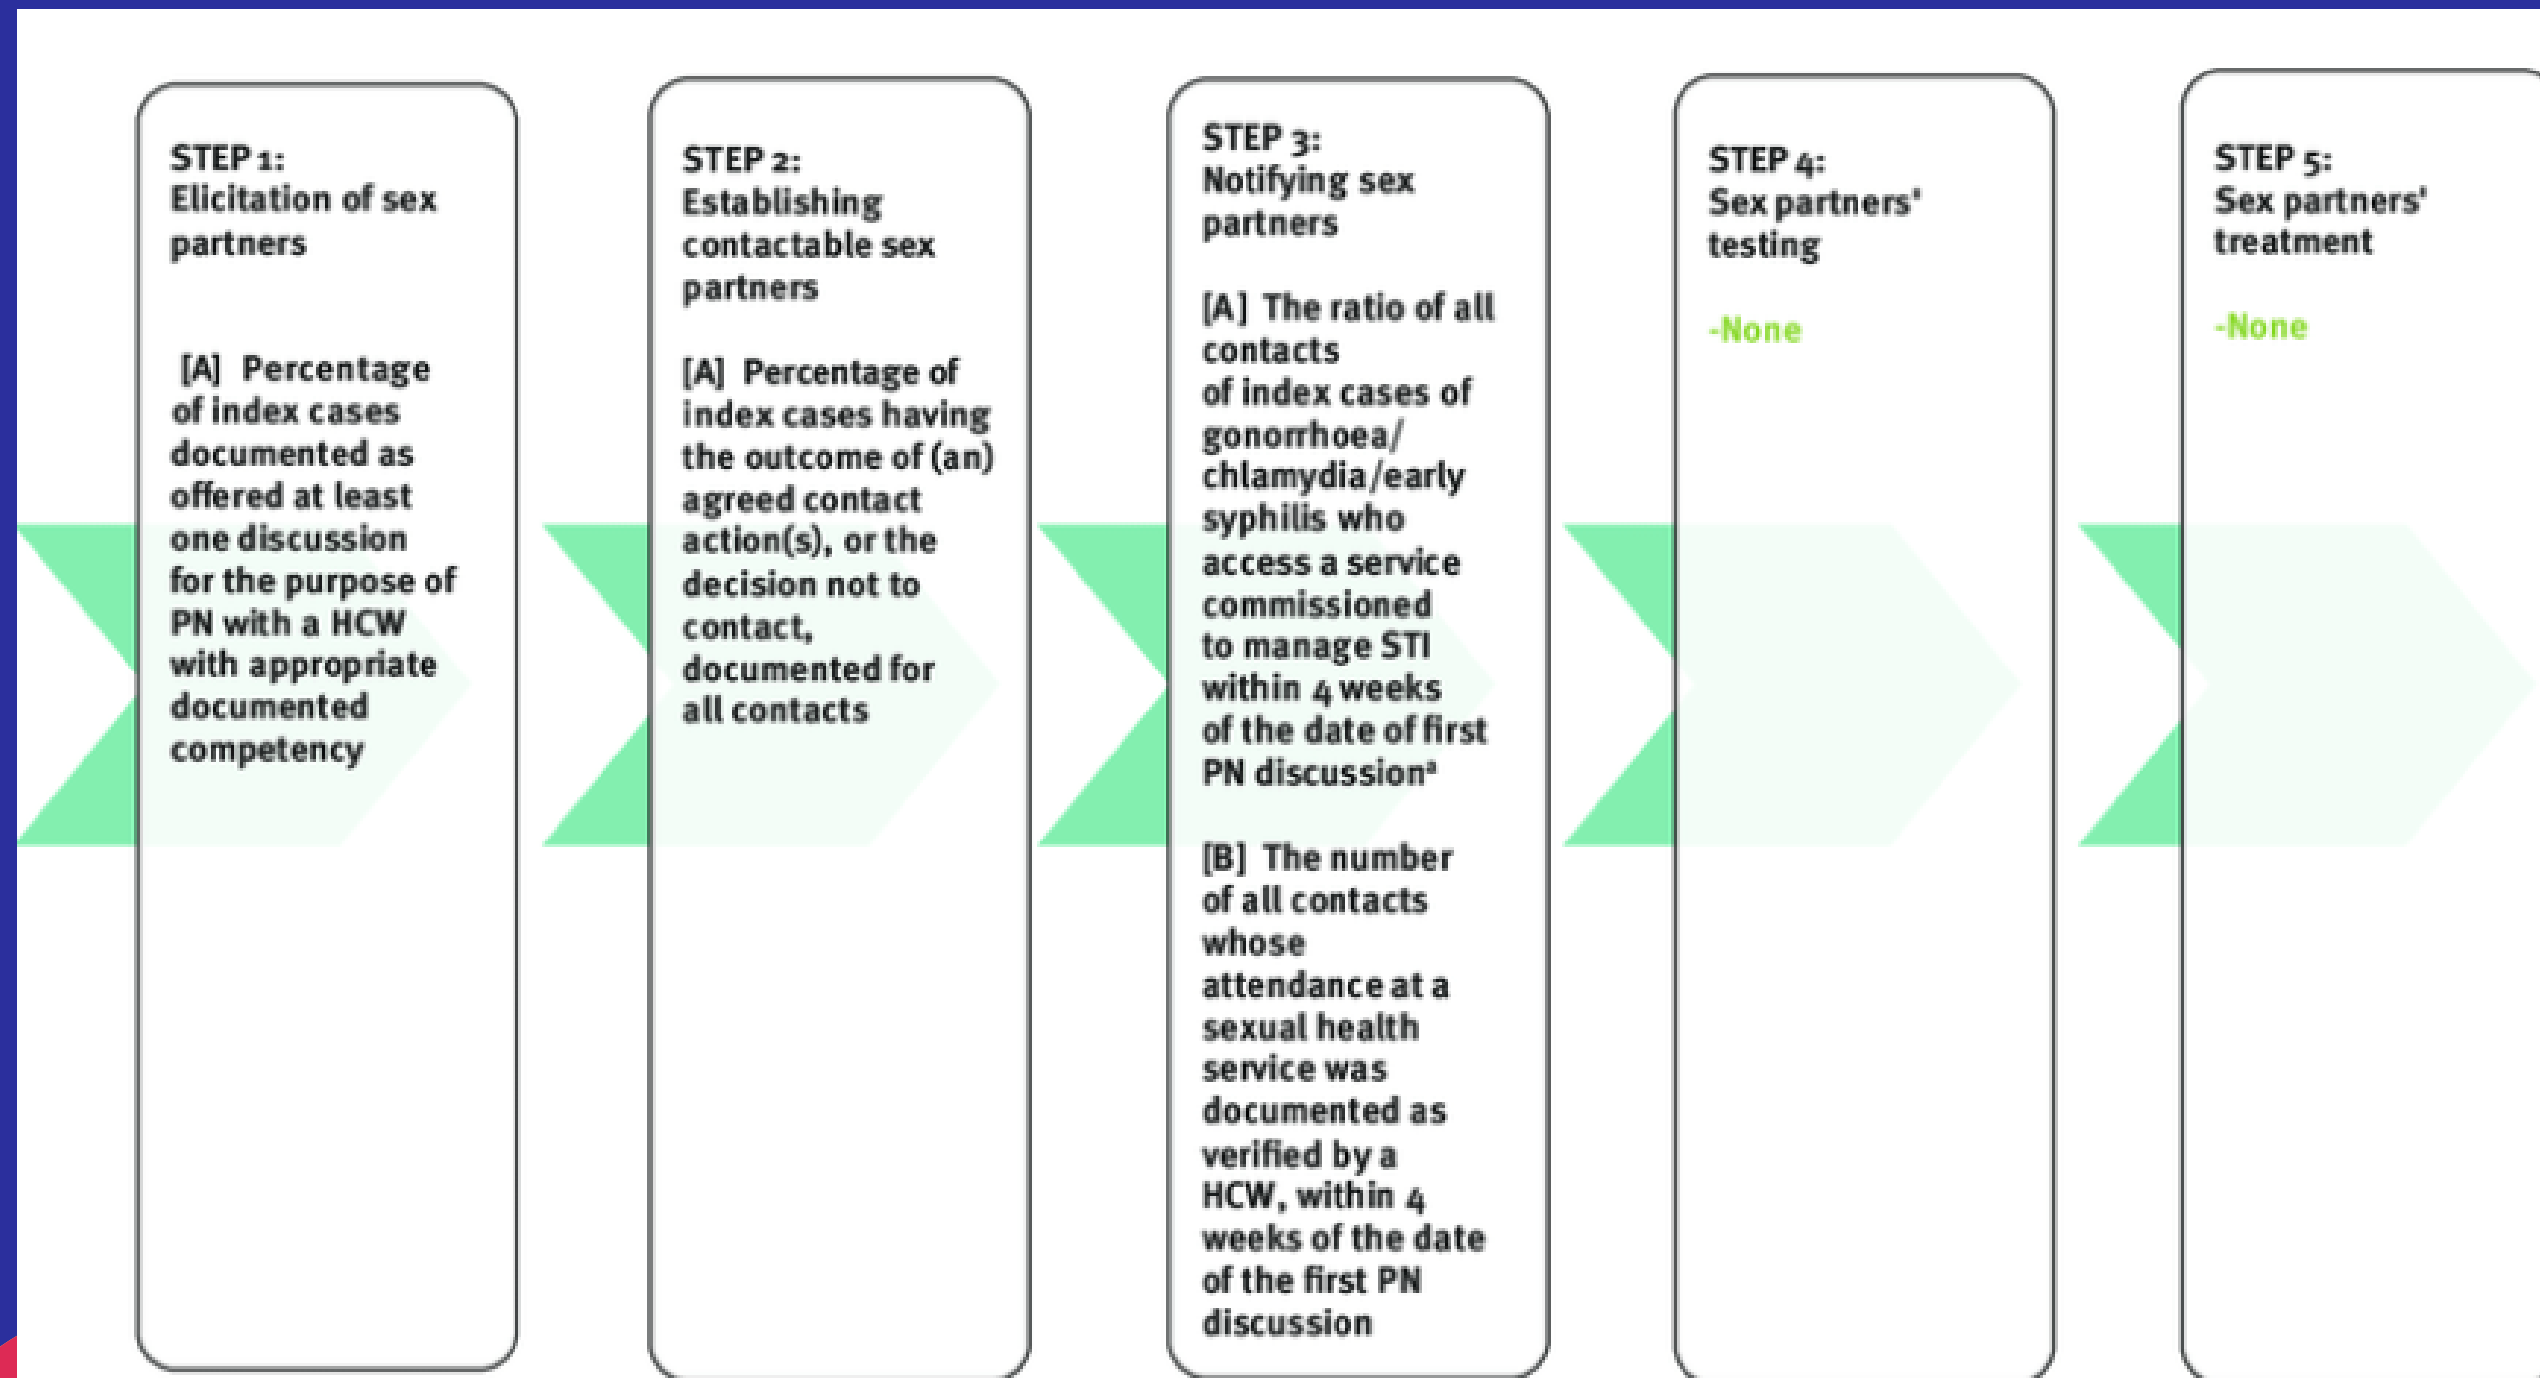 STEP 1:
Elicitation of sex
partners
[A] Percentage
of index cases
documented as
offered at least
one discussion
for the purpose of
PN with a HCW
with appropriate
documented
competency
STEP 2:
Establishing
contactable sex
partners
[A] Percentage of
index cases having
the outcome of (an)
agreed contact
action(s), or the
decision not to
contact,
documented for
all contacts
STEP 3:
Notifying sex
partners
[A] The ratio of all
contacts
of index cases of
gonorrhoea/
chlamydia/early
syphilis who
access a service
commissioned
to manage STI
within 4 weeks
of the date of first
PN discussionª
[B] The number
of all contacts
whose
attendance at a
sexual health
service was
documented as
verified by a
HCW, within 4
weeks of the date
of the first PN
discussion
STEP 4:
Sex partners'
testing
-None
STEP 5:
Sex partners'
treatment
-None